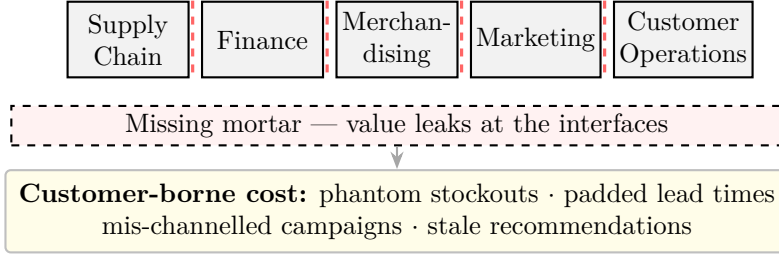 Supply
Chain
Finance
Merchan-
dising
Marketing
Customer
Operations
Missing mortar — value leaks at the interfaces
Customer-borne cost: phantom stockouts · padded lead times
mis-channelled campaigns · stale recommendations